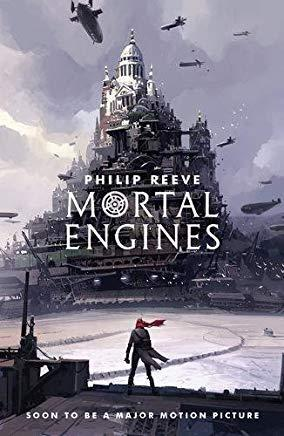 PHILIP REEVE
MORTAL
ENGINES
SOON TO BE A MAJOR MOTION PICTURE